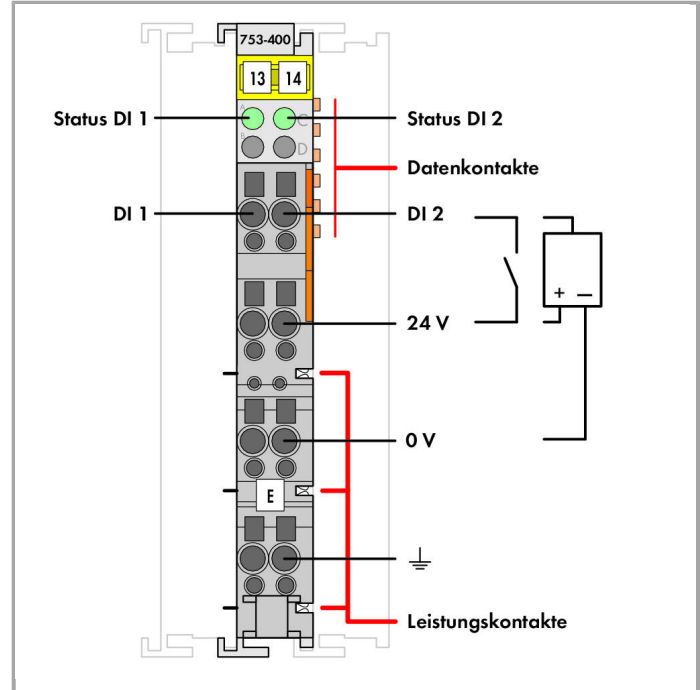 753-400
13 14
A
C
Status DI 1
Status DI 2
B
D
Datenkontakte
DI 1
DI 2
+ –
24 V
0 V
E
Leistungskontakte